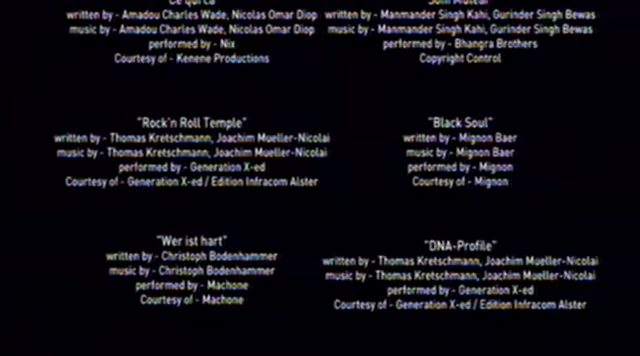 written by - Amadou Charles Wade, Nicolas Omar Diop
music by - Amadou Charles Wade, Nicolas Omar Diop
performed by - Nix
Courtesy of - Kenene Productions
written by - Manmander Singh Kahi, Gurinder Singh Bewas
music by - Manmander Singh Kahi, Gurinder Singh Bewas
performed by - Bhangra Brothers
Copyright Control
"Rock'n Roll Temple"
written by - Thomas Kretschmann, Joachim Mueller-Nicolai
music by - Thomas Kretschmann, Joachim Mueller-Nicolai
performed by - Generation X-ed
Courtesy of - Generation X-ed / Edition Infracom Alster
"Black Soul"
written by - Mignon Baer
music by - Mignon Baer
performed by - Mignon
Courtesy of - Mignon
"Wer ist hart"
written by - Christoph Bodenhammer
music by - Christoph Bodenhammer
performed by - Machone
Courtesy of - Machone
"DNA-Profile"
written by - Thomas Kretschmann, Joachim Mueller-Nicolai
music by - Thomas Kretschmann, Joachim Mueller-Nicolai
performed by - Generation X-ed
Courtesy of - Generation X-ed / Edition Infracom Alster